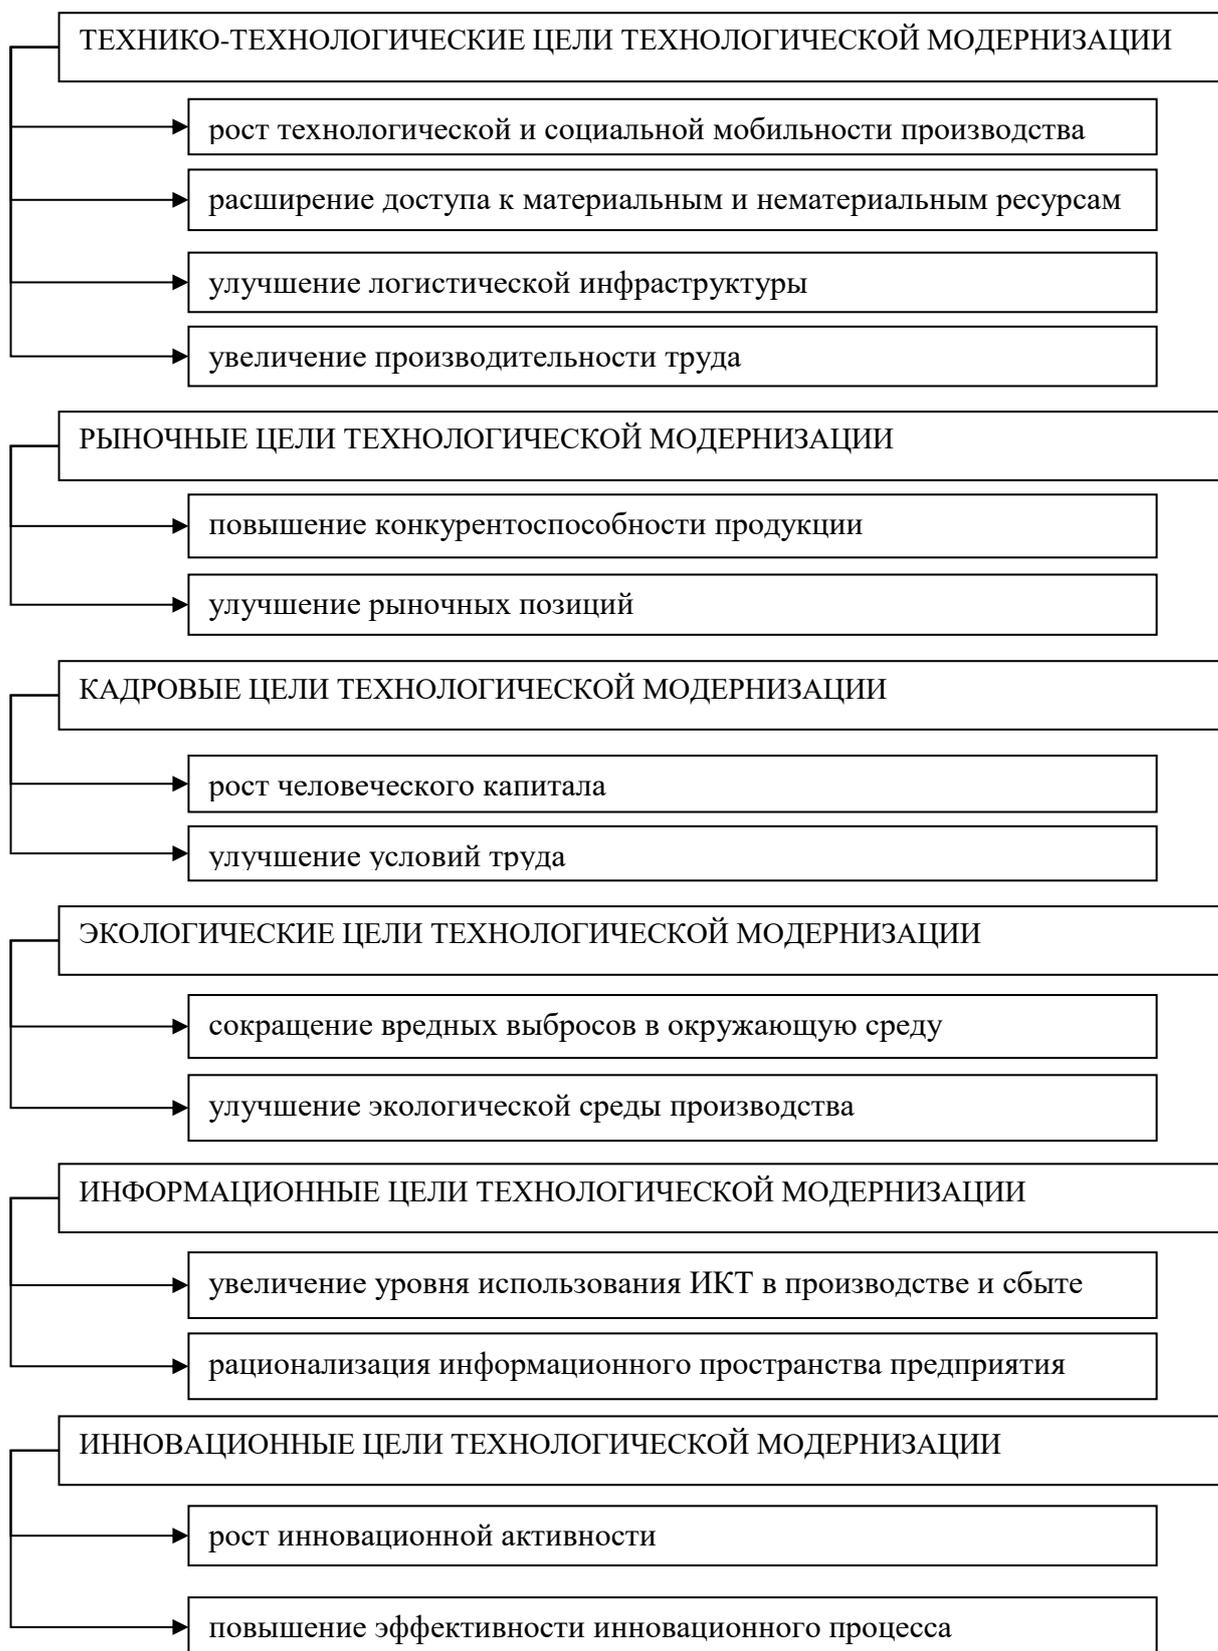 ТЕХНИКО-ТЕХНОЛОГИЧЕСКИЕ ЦЕЛИ ТЕХНОЛОГИЧЕСКОЙ МОДЕРНИЗАЦИИ
рост технологической и социальной мобильности производства
расширение доступа к материальным и нематериальным ресурсам
улучшение логистической инфраструктуры
увеличение производительности труда
РЫНОЧНЫЕ ЦЕЛИ ТЕХНОЛОГИЧЕСКОЙ МОДЕРНИЗАЦИИ
повышение конкурентоспособности продукции
улучшение рыночных позиций
КАДРОВЫЕ ЦЕЛИ ТЕХНОЛОГИЧЕСКОЙ МОДЕРНИЗАЦИИ
рост человеческого капитала
улучшение условий труда
ЭКОЛОГИЧЕСКИЕ ЦЕЛИ ТЕХНОЛОГИЧЕСКОЙ МОДЕРНИЗАЦИИ
сокращение вредных выбросов в окружающую среду
улучшение экологической среды производства
ИНФОРМАЦИОННЫЕ ЦЕЛИ ТЕХНОЛОГИЧЕСКОЙ МОДЕРНИЗАЦИИ
увеличение уровня использования ИКТ в производстве и сбыте
рационализация информационного пространства предприятия
ИННОВАЦИОННЫЕ ЦЕЛИ ТЕХНОЛОГИЧЕСКОЙ МОДЕРНИЗАЦИИ
рост инновационной активности
повышение эффективности инновационного процесса